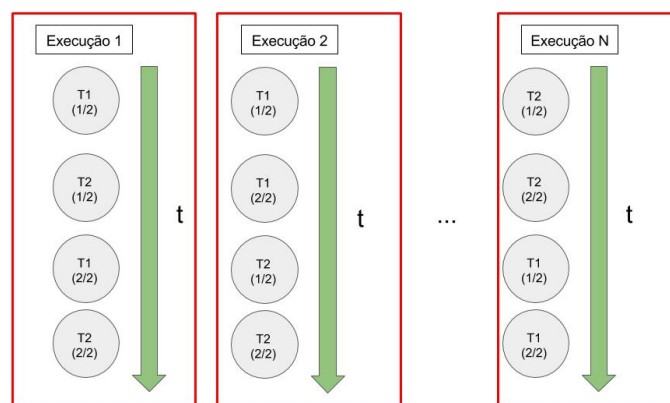 Execução 1
T1
(1/2)
T2
(1/2)
T1
(2/2)
T2
(2/2)
t
Execução 2
T1
(1/2)
T1
(2/2)
T2
(1/2)
T2
(2/2)
t
...
Execução N
T2
(1/2)
T2
(2/2)
T1
(1/2)
T1
(2/2)
t